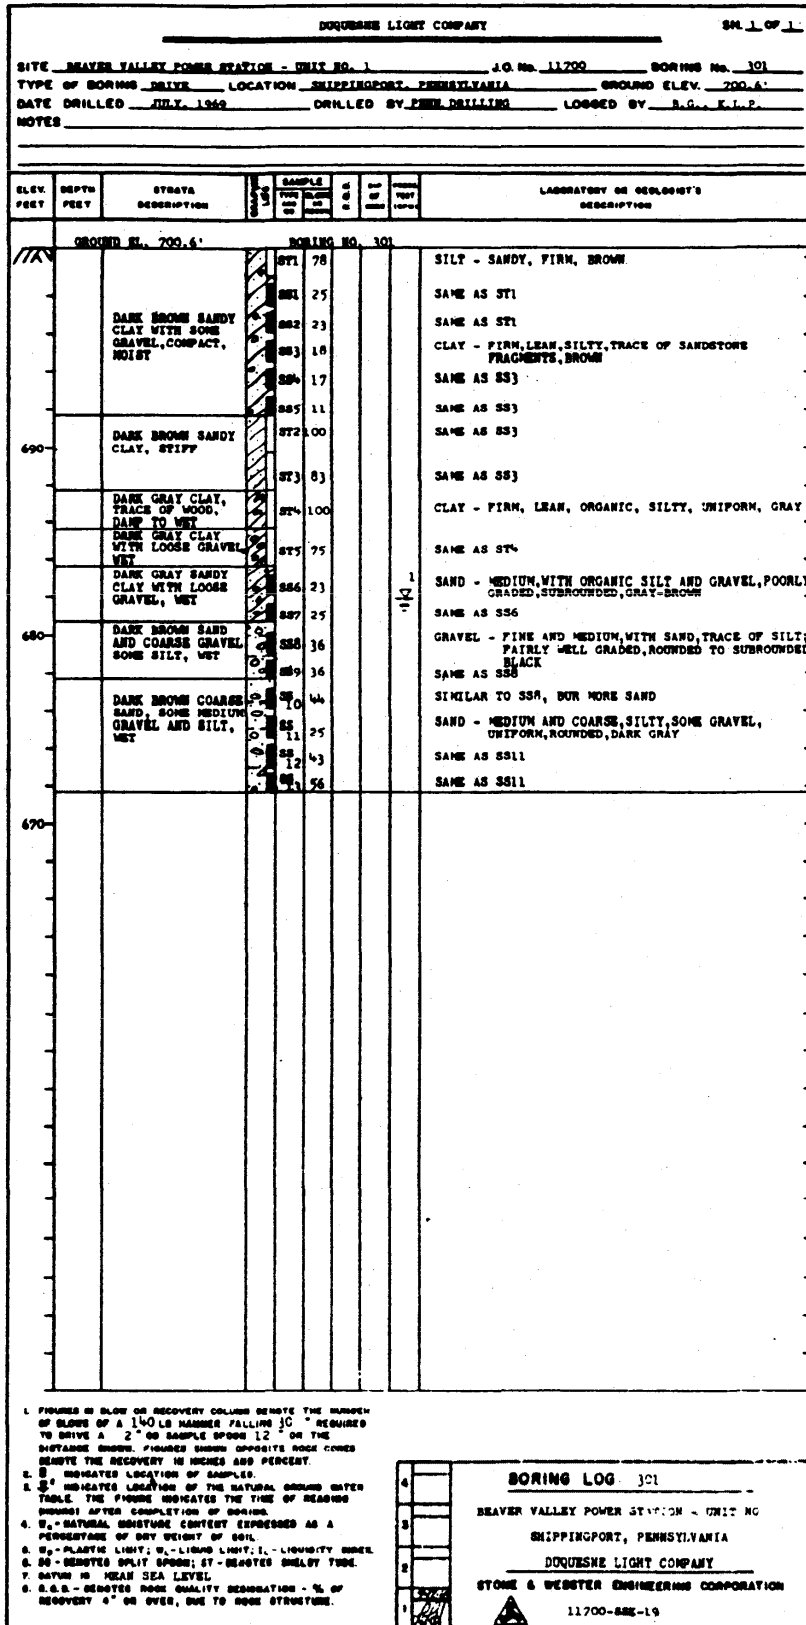 DUQUESNE LIGHT COMPANY SH. 1 OF 1
SITE BEAVER VALLEY POWER STATION - UNIT NO. 1 J.O. No. 11700 BORING No. 301
TYPE OF BORING DRIVE LOCATION SHIPPINGPORT, PENNSYLVANIA GROUND ELEV. 700.6'
DATE DRILLED JULY, 1969 DRILLED BY PENN DRILLING LOGGED BY B.G., K.L.P.
NOTES
ELEV. FEET DEPTH FEET STRATA DESCRIPTION LOG SAMPLE TYPE R.Q.D. TEST LABORATORY OR GEOLOGIST'S DESCRIPTION
GROUND EL. 700.6' BORING NO. 301
ST1 78 SILT - SANDY, FIRM, BROWN
SS1 25 SAME AS ST1
DARK BROWN SANDY
CLAY WITH SOME
GRAVEL, COMPACT,
MOIST
SS2 23 SAME AS ST1
SS3 18 CLAY - FIRM, LEAN, SILTY, TRACE OF SANDSTONE
FRAGMENTS, BROWN
SS4 17 SAME AS SS3
SS5 11 SAME AS SS3
DARK BROWN SANDY
CLAY, STIFF
ST2 100 SAME AS SS3
690
ST3 83 SAME AS SS3
DARK GRAY CLAY,
TRACE OF WOOD,
DAMP TO WET
ST4 100 CLAY - FIRM, LEAN, ORGANIC, SILTY, UNIFORM, GRAY
DARK GRAY CLAY
WITH LOOSE GRAVEL
WET
ST5 75 SAME AS ST4
DARK GRAY SANDY
CLAY WITH LOOSE
GRAVEL, WET
SS6 23 1 SAND - MEDIUM, WITH ORGANIC SILT AND GRAVEL, POORLY
GRADED, SUBROUNDED, GRAY-BROWN
SS7 25 SAME AS SS6
680
DARK BROWN SAND
AND COARSE GRAVEL
SOME SILT, WET
SS8 36 GRAVEL - FINE AND MEDIUM, WITH SAND, TRACE OF SILT;
FAIRLY WELL GRADED, ROUNDED TO SUBROUNDED
BLACK
SS9 36 SAME AS SS8
DARK BROWN COARSE
SAND, SOME MEDIUM
GRAVEL AND SILT,
WET
SS 10 44 SIMILAR TO SS8, BUR MORE SAND
SS 11 25 SAND - MEDIUM AND COARSE, SILTY, SOME GRAVEL,
UNIFORM, ROUNDED, DARK GRAY
SS 12 43 SAME AS SS11
SS 13 56 SAME AS SS11
670
1. FIGURES IN BLOW OR RECOVERY COLUMN DENOTE THE NUMBER
OF BLOWS OF A 140 LB HAMMER FALLING 30" REQUIRED
TO DRIVE A 2" OD SAMPLE SPOON 12" OR THE
DISTANCE SHOWN. FIGURES SHOWN OPPOSITE ROCK CORES
DENOTE THE RECOVERY IN INCHES AND PERCENT.
2. INDICATES LOCATION OF SAMPLES.
3. INDICATES LOCATION OF THE NATURAL GROUND WATER
TABLE. THE FIGURE INDICATES THE TIME OF READING
(HOURS) AFTER COMPLETION OF BORING.
4. NATURAL MOISTURE CONTENT EXPRESSED AS A
PERCENTAGE OF DRY WEIGHT OF SOIL.
5. - PLASTIC LIMIT; - LIQUID LIMIT; - LIQUIDITY INDEX.
6. SS - DENOTES SPLIT SPOON; ST - DENOTES SHELBY TUBE.
7. DATUM IS MEAN SEA LEVEL
8. R.Q.D. - DENOTES ROCK QUALITY DESIGNATION - % OF
RECOVERY 4" OR OVER, DUE TO ROCK STRUCTURE.
4
3
2
1
BORING LOG 301
BEAVER VALLEY POWER STATION - UNIT NO
SHIPPINGPORT, PENNSYLVANIA
DUQUESNE LIGHT COMPANY
STONE & WEBSTER ENGINEERING CORPORATION
11700-SSK-19